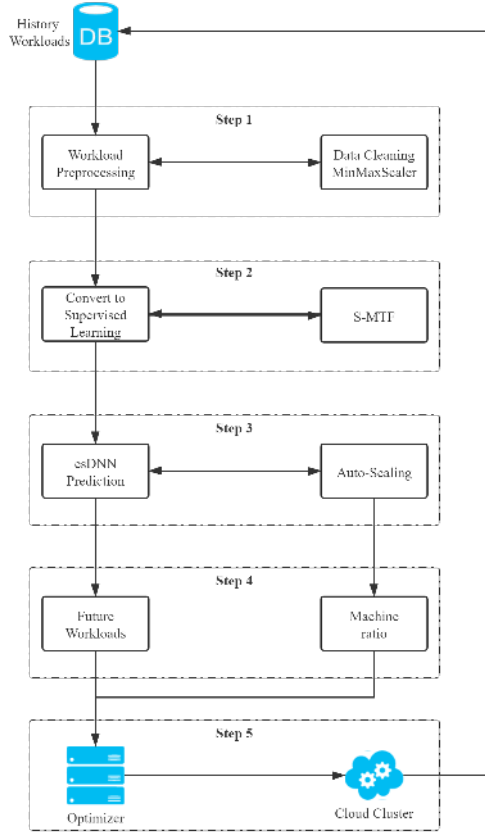 History
Workloads
DB
Step 1
Workload
Preprocessing
Data Cleaning
MinMaxScaler
Step 2
Convert to
Supervised
Learning
S-MTF
Step 3
esDNN
Prediction
Auto-Scaling
Step 4
Future
Workloads
Machine
ratio
Step 5
Optimizer
Cloud Cluster